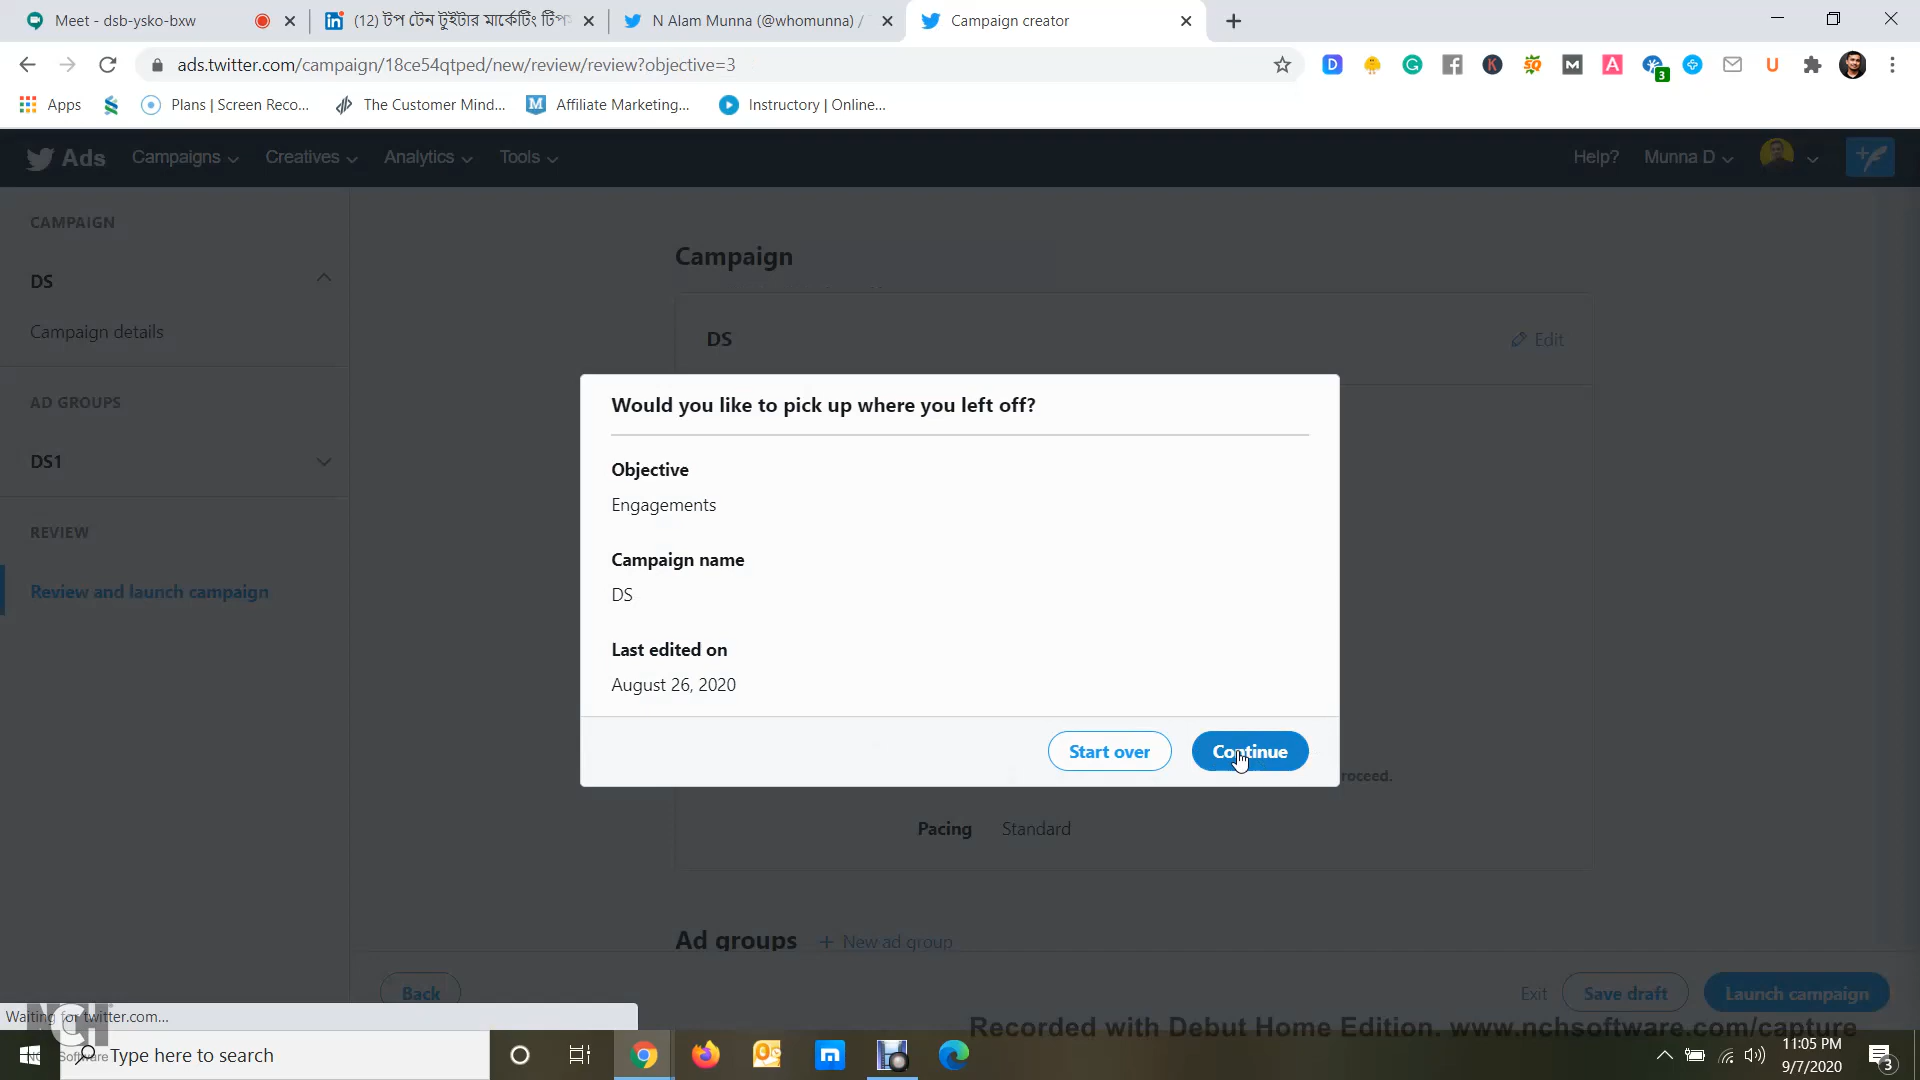 Meet - dsb-ysko-bxw
(12) টপ টেন টুইটার মার্কেটিং টিপস
N Alam Munna (@whomunna) /
Campaign creator
ads.twitter.com/campaign/18ce54qtped/new/review/review?objective=3
Apps
Plans | Screen Reco...
The Customer Mind...
Affiliate Marketing...
Instructory | Online...
Ads
Campaigns
Creatives
Analytics
Tools
Help?
Munna D
CAMPAIGN
DS
Campaign details
AD GROUPS
DS1
REVIEW
Review and launch campaign
Campaign
DS
Edit
Would you like to pick up where you left off?
Objective
Engagements
Campaign name
DS
Last edited on
August 26, 2020
Start over
Continue
roceed.
Pacing Standard
Ad groups + New ad group
Back
Exit
Save draft
Launch campaign
Waiting for twitter.com...
NCH
Software
Recorded with Debut Home Edition. www.nchsoftware.com/capture
Type here to search
11:05 PM
9/7/2020
3